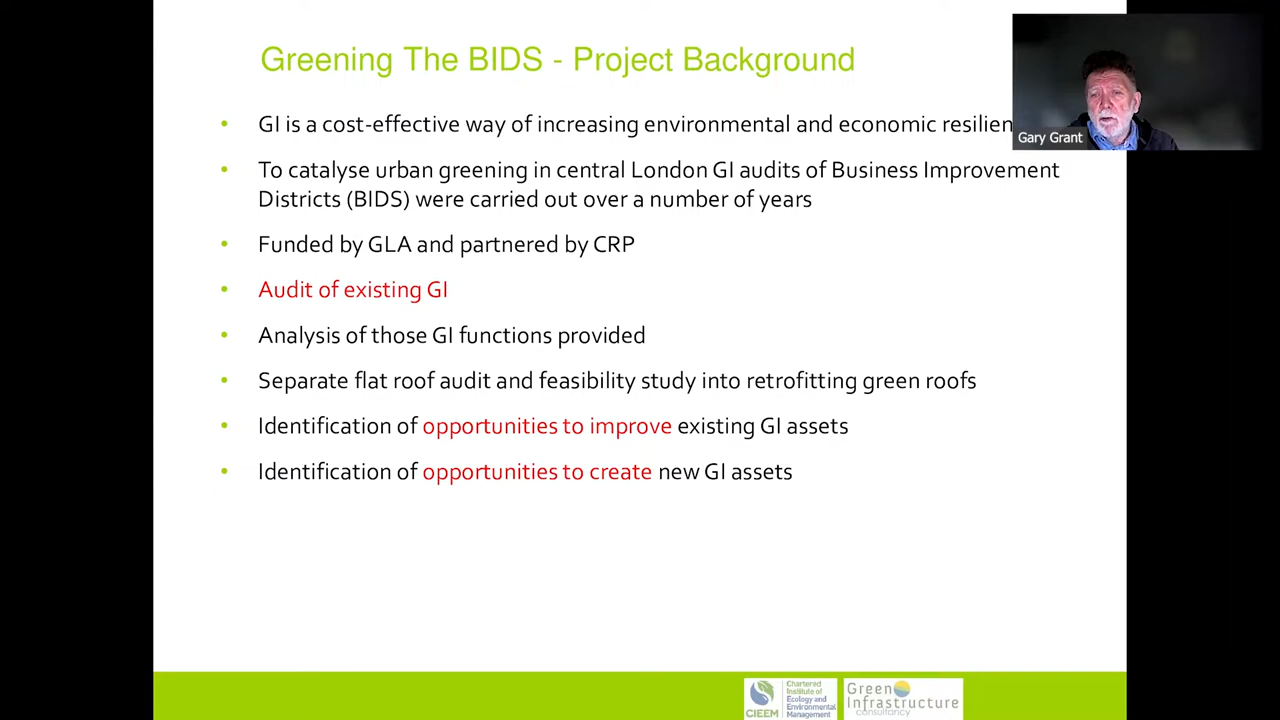 Greening The BIDS - Project Background
GI is a cost-effective way of increasing environmental and economic
Gary Grant
To catalyse urban greening in central London GI audits of Business Improvement
Districts (BIDS) were carried out over a number of years
Funded by GLA and partnered by CRP
Audit of existing GI
Analysis of those GI functions provided
Separate flat roof audit and feasibility study into retrofitting green roofs
Identification of opportunities to improve existing GI assets
Identification of opportunities to create new GI assets
CIEEM
Chartered
Institute of
Ecology and
Environmental
Management
Green
Infrastructure
consultancy